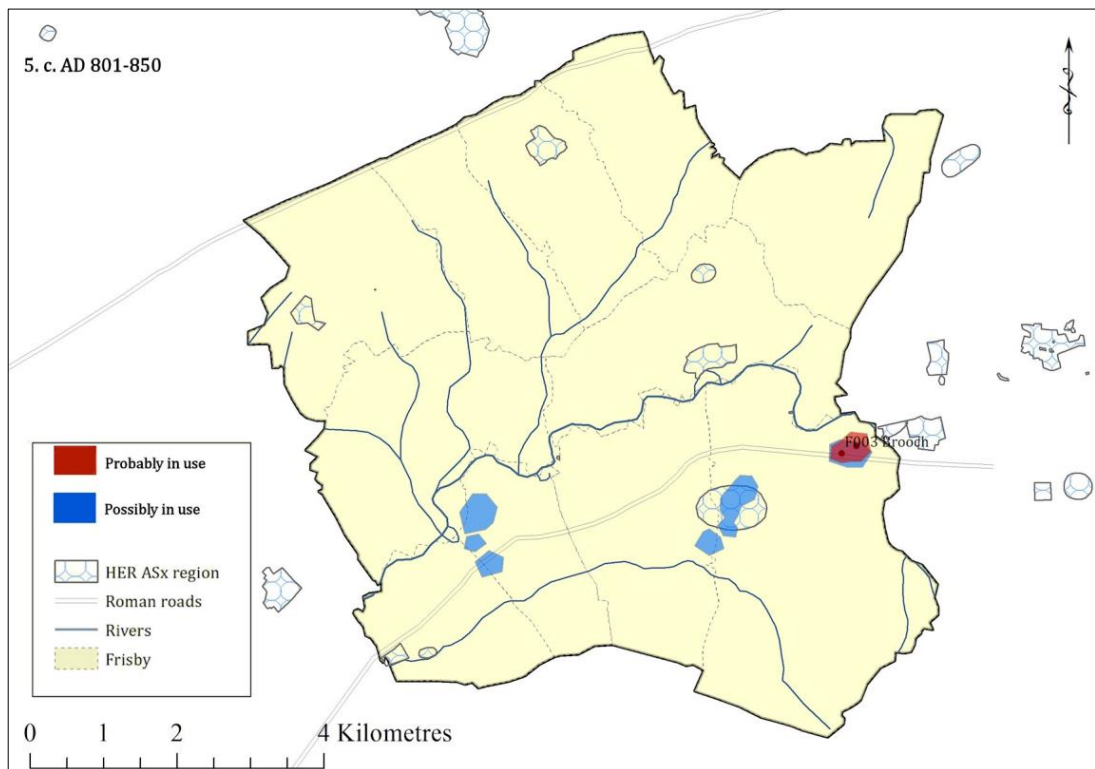 5. c. AD 801-850
F003 Brooch
Probably in use
Possibly in use
HER ASx region
Roman roads
Rivers
Frisby
0 1 2 4 Kilometres